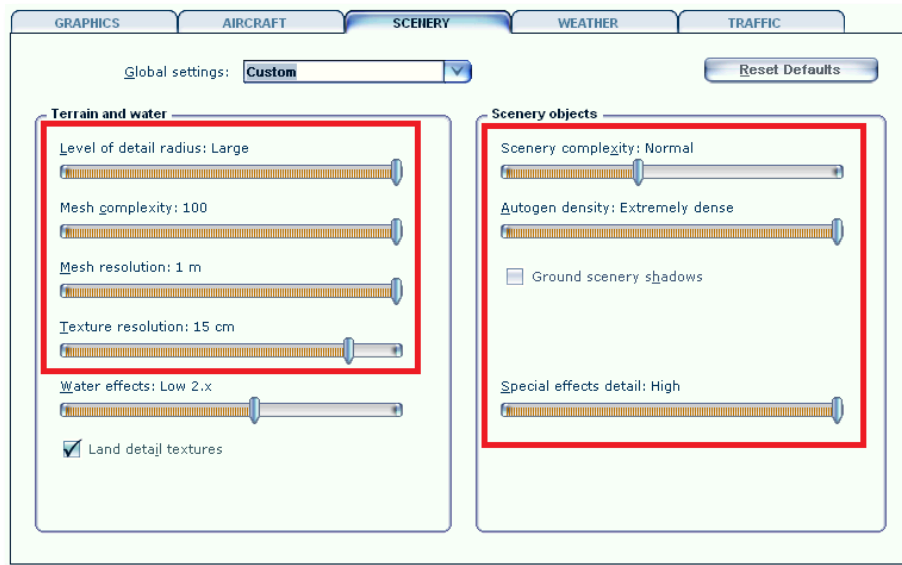 GRAPHICS AIRCRAFT SCENERY WEATHER TRAFFIC
Global settings: Custom Reset Defaults
Terrain and water
Level of detail radius: Large
Mesh complexity: 100
Mesh resolution: 1 m
Texture resolution: 15 cm
Water effects: Low 2.x
Land detail textures
Scenery objects
Scenery complexity: Normal
Autogen density: Extremely dense
Ground scenery shadows
Special effects detail: High